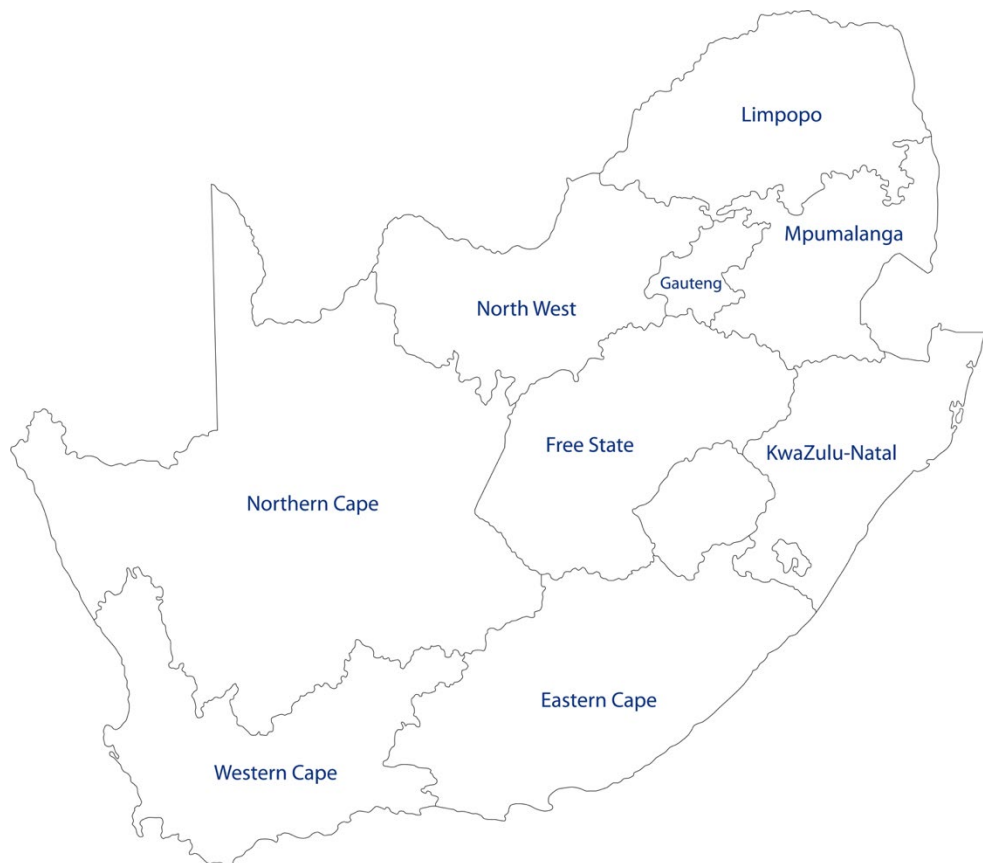 Limpopo
Mpumalanga
Gauteng
North West
Free State
KwaZulu-Natal
Northern Cape
Eastern Cape
Western Cape